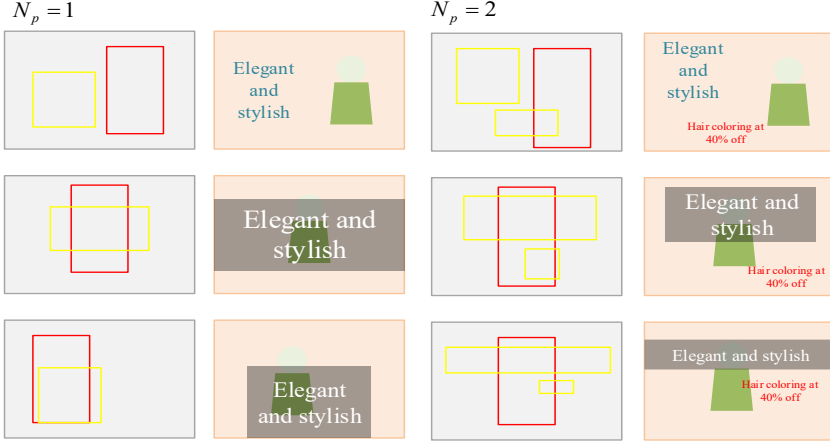 N_p = 1
N_p = 2
Elegant
and
stylish
Elegant
and
stylish
Hair coloring at
40% off
Elegant and
stylish
Elegant and
stylish
Hair coloring at
40% off
Elegant
and stylish
Elegant and stylish
Hair coloring at
40% off